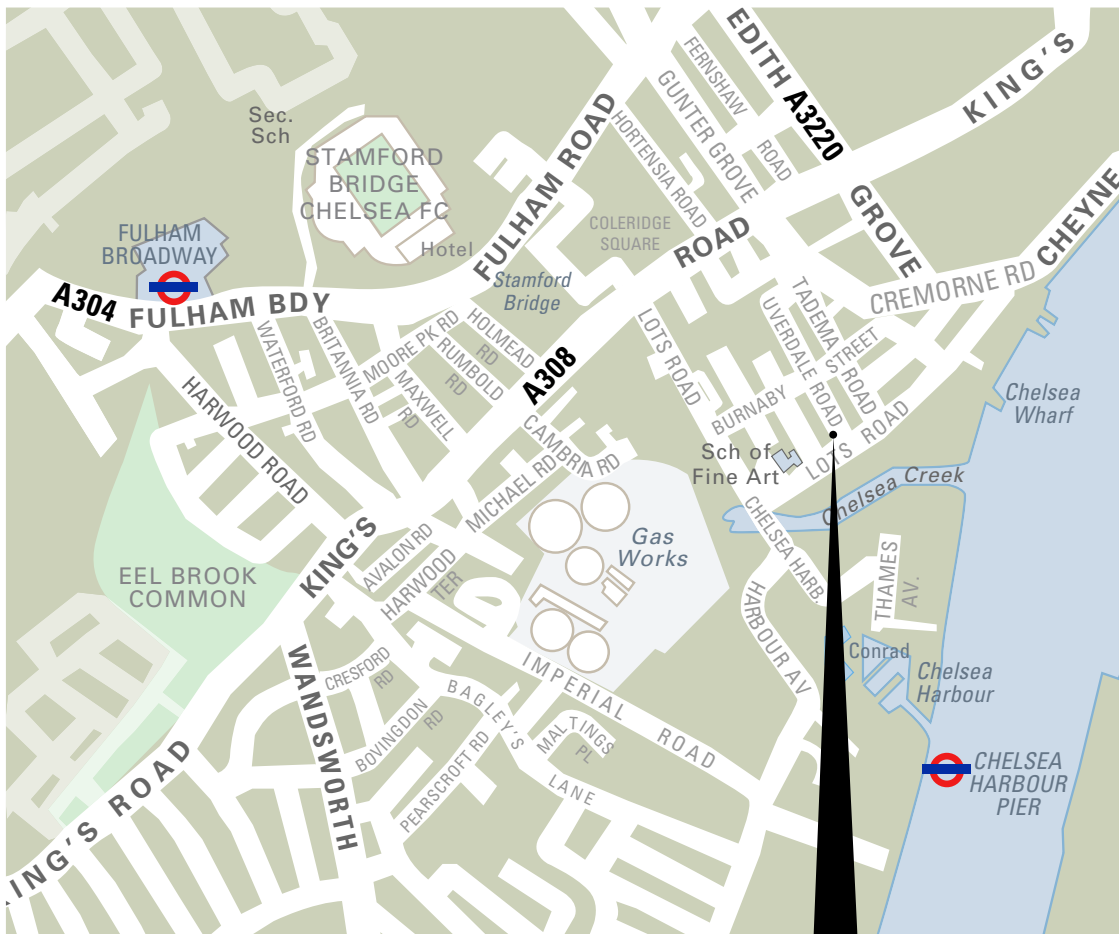 EDITH A3220
GROVE
KING'S
FERNSHAW
ROAD
GUNTER GROVE
HORTENSIA ROAD
Sec.
Sch
STAMFORD
BRIDGE
CHELSEA FC
Hotel
FULHAM ROAD
COLERIDGE
SQUARE
ROAD
CHEYNE
FULHAM
BROADWAY
Stamford
Bridge
CREMORNE RD
A304
FULHAM BDY
TADEMA
ROAD
UVERDALE ROAD
BURNABY
STREET
LOTS ROAD
WATERFORD RD
BRITANNIA RD
MOORE PK RD
HOLMEAD
RD
RUMBOLD
RD
MAXWELL
RD
A308
HARWOOD ROAD
Chelsea
Wharf
Sch of
Fine Art
LOTS ROAD
CAMBRIA RD
MICHAEL RD
Chelsea Creek
KING'S
AVALON RD
HARWOOD
TER
Gas
Works
CHELSEA HARB.
THAMES
AV.
EEL BROOK
COMMON
HARBOUR AV
Conrad
Chelsea
Harbour
WANDSWORTH
CRESFORD
RD
BOVINGDON
RD
BAGLEY'S
LANE
IMPERIAL
ROAD
MALTINGS
PL
PEARSCROFT RD
CHELSEA
HARBOUR
PIER
KING'S ROAD